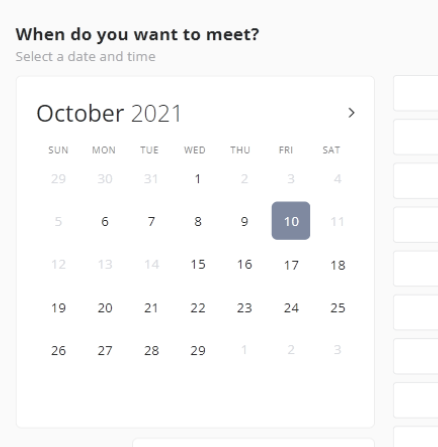 When do you want to meet?
Select a date and time
October 2021 >
SUN MON TUE WED THU FRI SAT
29 30 31 1 2 3 4
5 6 7 8 9 10 11
12 13 14 15 16 17 18
19 20 21 22 23 24 25
26 27 28 29 1 2 3